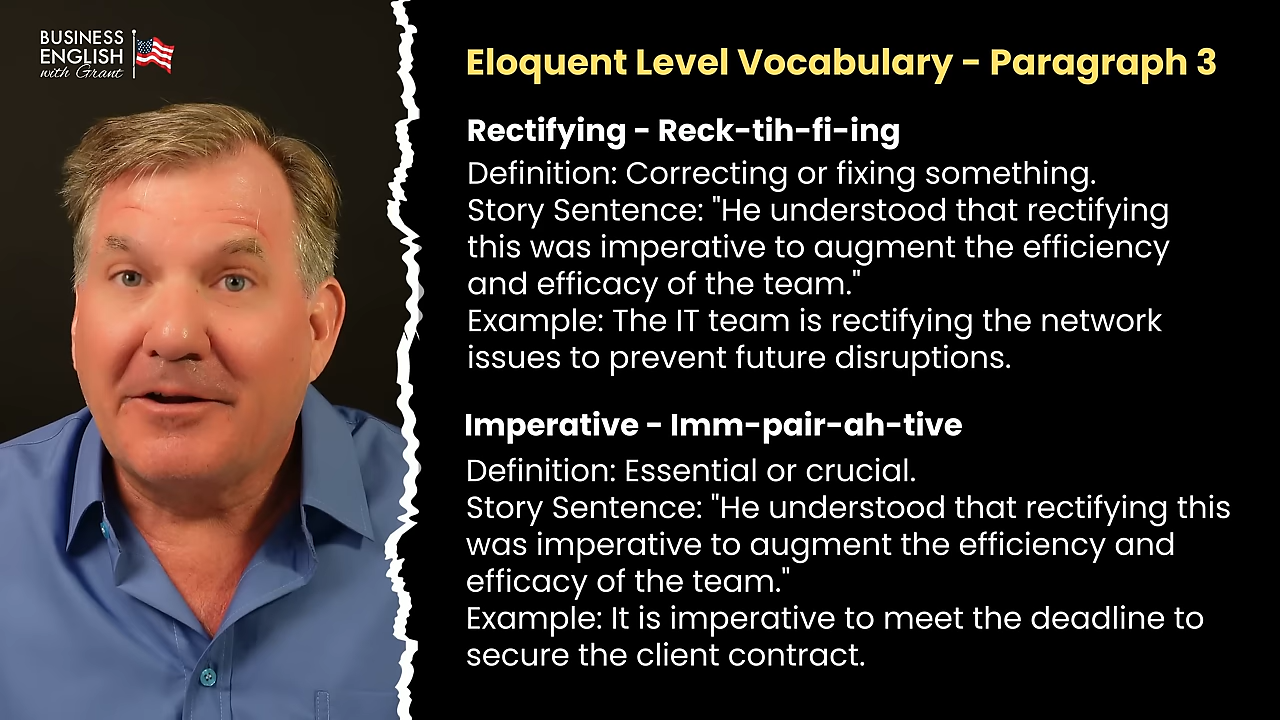 BUSINESS
ENGLISH
with Grant
Eloquent Level Vocabulary - Paragraph 3
Rectifying - Reck-tih-fi-ing
Definition: Correcting or fixing something.
Story Sentence: "He understood that rectifying
this was imperative to augment the efficiency
and efficacy of the team."
Example: The IT team is rectifying the network
issues to prevent future disruptions.
Imperative - Imm-pair-ah-tive
Definition: Essential or crucial.
Story Sentence: "He understood that rectifying this
was imperative to augment the efficiency and
efficacy of the team."
Example: It is imperative to meet the deadline to
secure the client contract.